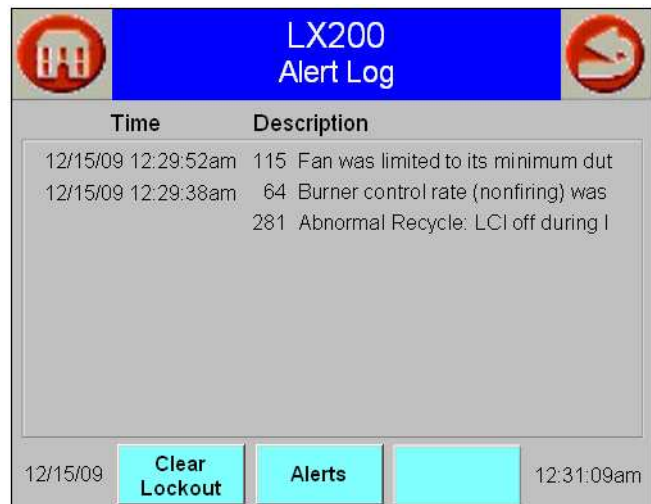 LX200
Alert Log
Time Description
12/15/09 12:29:52am 115 Fan was limited to its minimum dut
12/15/09 12:29:38am 64 Burner control rate (nonfiring) was
281 Abnormal Recycle: LCI off during I
12/15/09 Clear Lockout Alerts 12:31:09am